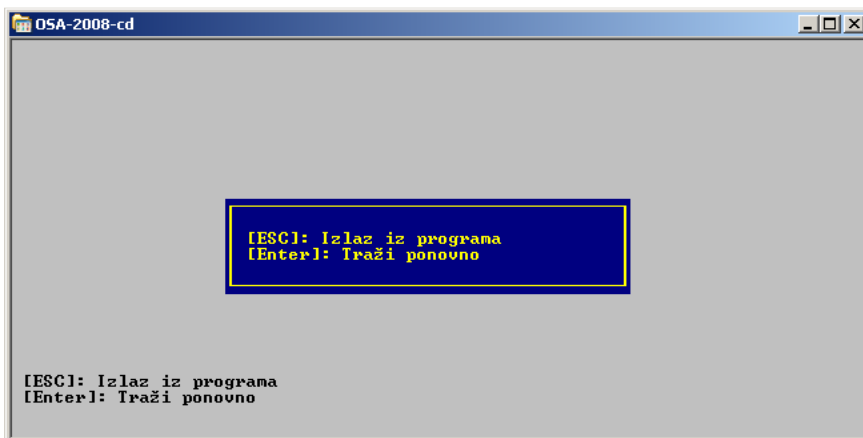 OSA-2008-cd
[ESC]: Izlaz iz programa
[Enter]: Traži ponovno
[ESC]: Izlaz iz programa
[Enter]: Traži ponovno